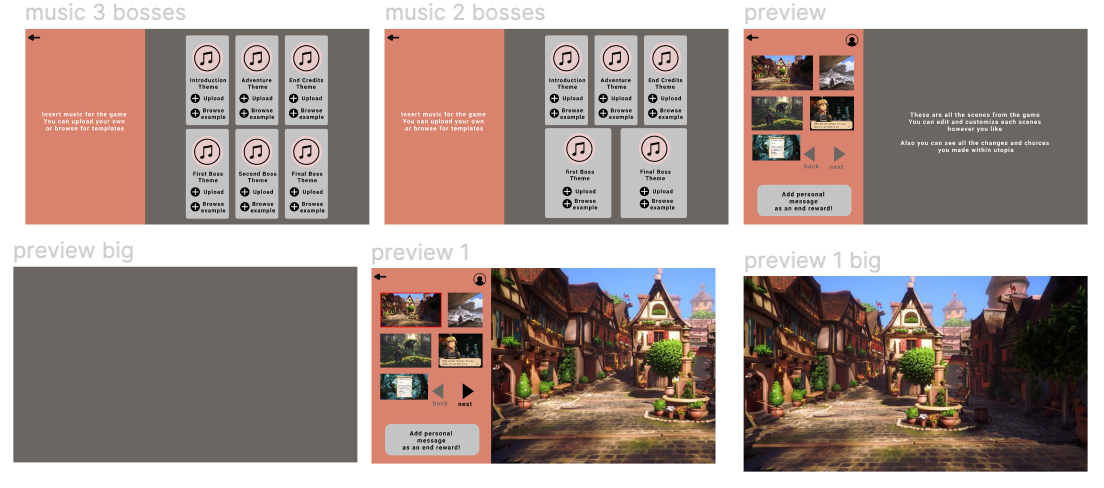 music 3 bosses
music 2 bosses
preview
Insert music for the game
You can upload your own
or browse for templates
Introduction
Theme
Upload
Browse
example
Adventure
Theme
Upload
Browse
example
End Credits
Theme
Upload
Browse
example
First Boss
Theme
Upload
Browse
example
Second Boss
Theme
Upload
Browse
example
Final Boss
Theme
Upload
Browse
example
Insert music for the game
You can upload your own
or browse for templates
Introduction
Theme
Upload
Browse
example
Adventure
Theme
Upload
Browse
example
End Credits
Theme
Upload
Browse
example
first Boss
Theme
Upload
Browse
example
Final Boss
Theme
Upload
Browse
example
back
next
Add personal
message
as an end reward!
These are all the scenes from the game
You can edit and customize each scenes
however you like
Also you can see all the changes and choices
you made within utopia
preview big
preview 1
preview 1 big
back
next
Add personal
message
as an end reward!